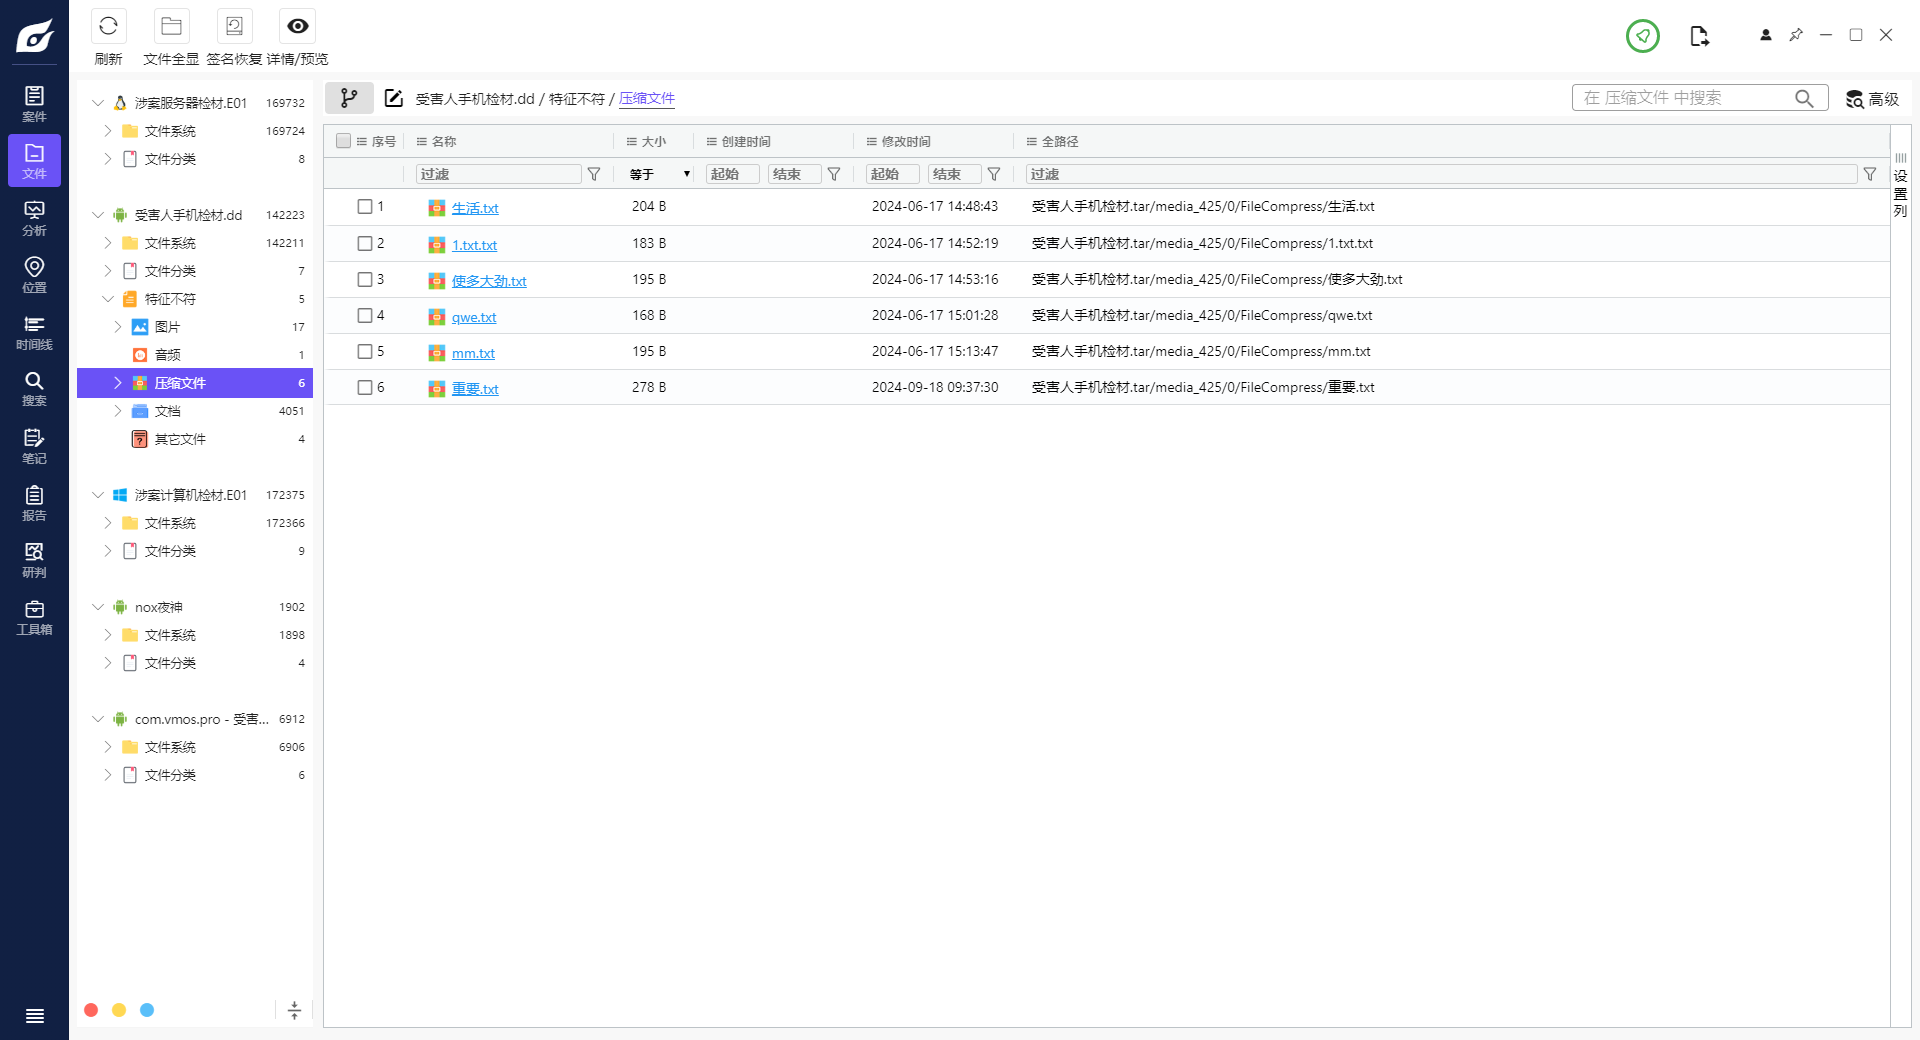 刷新 文件全显 签名恢复 详情/预览
案件
文件
分析
位置
时间线
搜索
笔记
报告
研判
工具箱
涉案服务器检材.E01 169732
文件系统 169724
文件分类 8
受害人手机检材.dd 142223
文件系统 142211
文件分类 7
特征不符 5
图片 17
音频 1
压缩文件 6
文档 4051
其它文件 4
涉案计算机检材.E01 172375
文件系统 172366
文件分类 9
nox夜神 1902
文件系统 1898
文件分类 4
com.vmos.pro - 受害... 6912
文件系统 6906
文件分类 6
受害人手机检材.dd / 特征不符 / 压缩文件
在 压缩文件 中搜索 高级
序号 名称 大小 创建时间 修改时间 全路径
过滤 等于 起始 结束 起始 结束 过滤
1 生活.txt 204 B 2024-06-17 14:48:43 受害人手机检材.tar/media_425/0/FileCompress/生活.txt
2 1.txt.txt 183 B 2024-06-17 14:52:19 受害人手机检材.tar/media_425/0/FileCompress/1.txt.txt
3 使多大劲.txt 195 B 2024-06-17 14:53:16 受害人手机检材.tar/media_425/0/FileCompress/使多大劲.txt
4 qwe.txt 168 B 2024-06-17 15:01:28 受害人手机检材.tar/media_425/0/FileCompress/qwe.txt
5 mm.txt 195 B 2024-06-17 15:13:47 受害人手机检材.tar/media_425/0/FileCompress/mm.txt
6 重要.txt 278 B 2024-09-18 09:37:30 受害人手机检材.tar/media_425/0/FileCompress/重要.txt
设置列